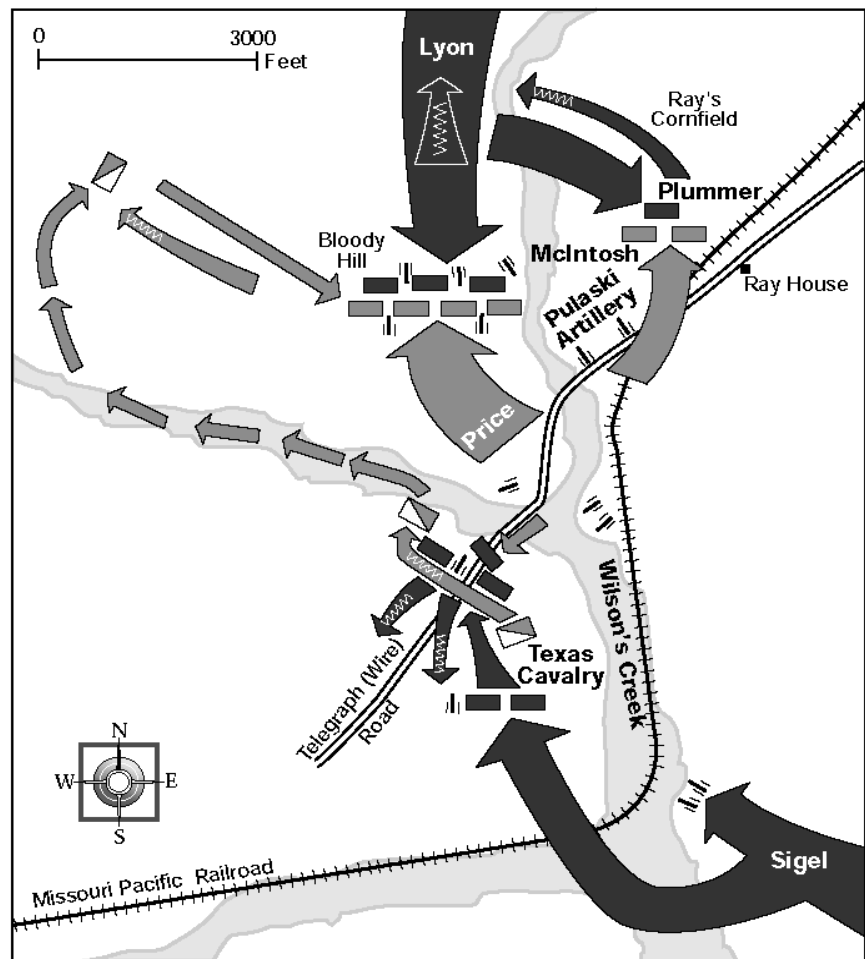 0 3000
Feet
Lyon
Ray's
Cornfield
Plummer
Bloody
Hill
McIntosh
Ray House
Pulaski
Artillery
Price
Wilson's Creek
Texas
Cavalry
Telegraph (Wire)
Road
N
W E
S
Sigel
Missouri Pacific Railroad